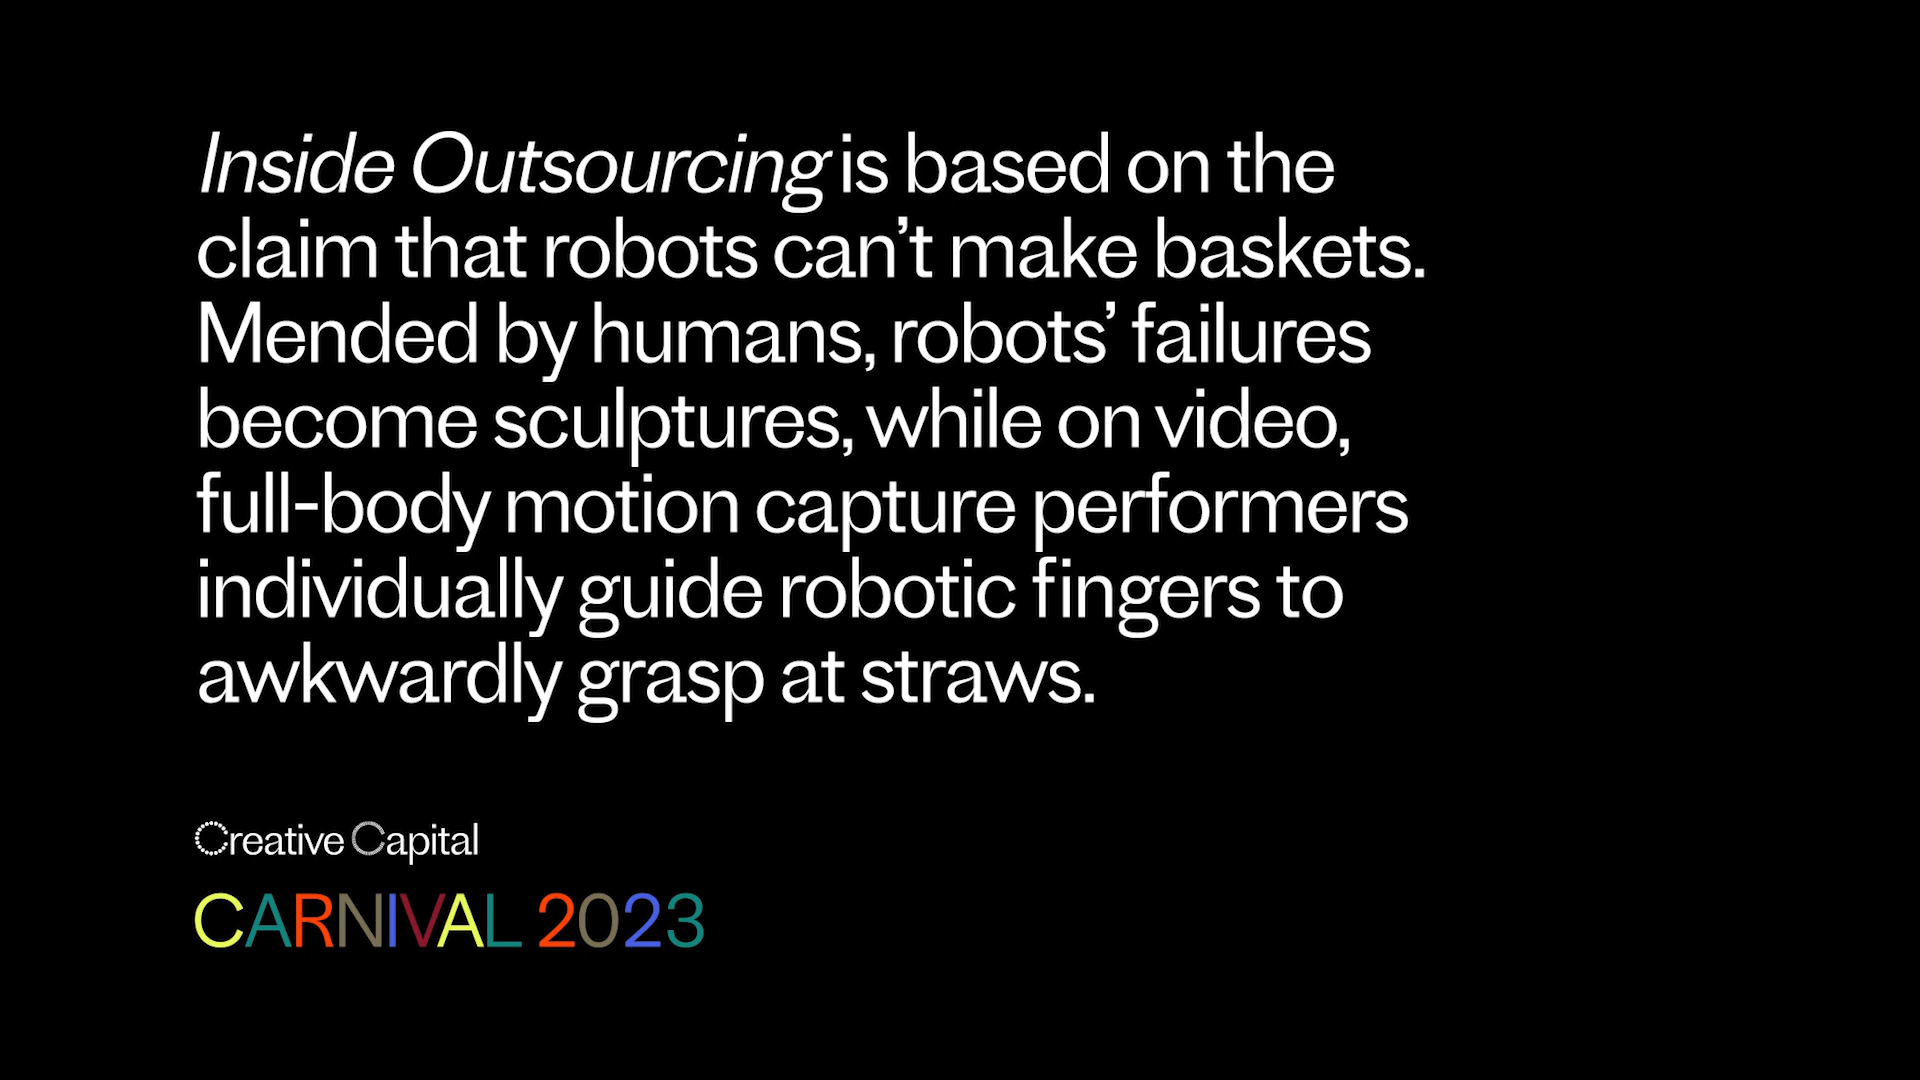 Inside Outsourcing is based on the
claim that robots can’t make baskets.
Mended by humans, robots’ failures
become sculptures, while on video,
full-body motion capture performers
individually guide robotic fingers to
awkwardly grasp at straws.
Creative Capital
CARNIVAL 2023